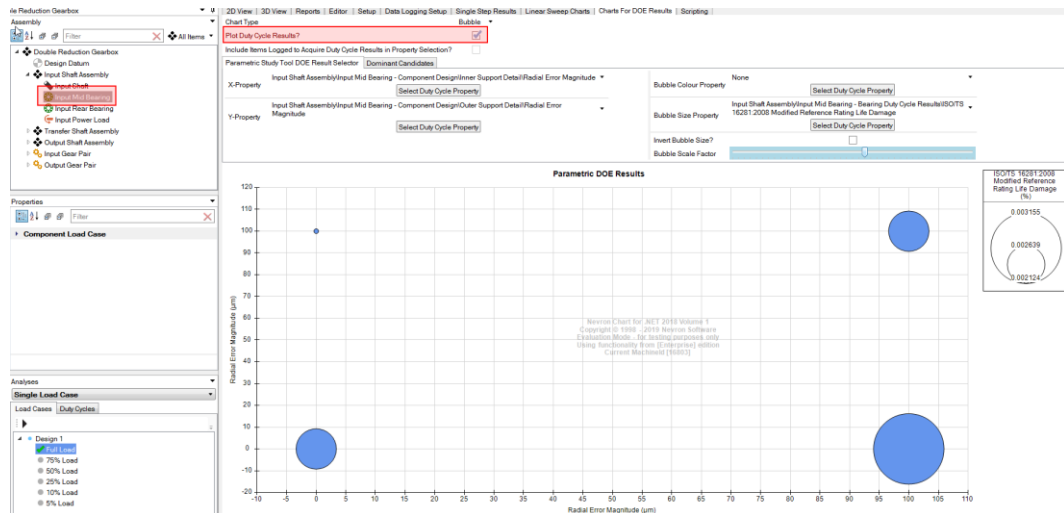 le Reduction Gearbox
2D View | 3D View | Reports | Editor | Setup | Data Logging Setup | Single Step Results | Linear Sweep Charts | Charts For DOE Results | Scripting |
Assembly
Filter
All Items
Double Reduction Gearbox
Design Datum
Input Shaft Assembly
Input Shaft
Input Mid Bearing
Input Rear Bearing
Input Power Load
Transfer Shaft Assembly
Output Shaft Assembly
Input Gear Pair
Output Gear Pair
Properties
Filter
Component Load Case
Analyses
Single Load Case
Load Cases Duty Cycles
Design 1
Full Load
75% Load
50% Load
25% Load
10% Load
5% Load
Chart Type Bubble
Plot Duty Cycle Results?
Include Items Logged to Acquire Duty Cycle Results in Property Selection?
Parametric Study Tool DOE Result Selector Dominant Candidates
X-Property
Input Shaft Assembly\Input Mid Bearing - Component Design\Inner Support Detail\Radial Error Magnitude
Select Duty Cycle Property
Y-Property
Input Shaft Assembly\Input Mid Bearing - Component Design\Outer Support Detail\Radial Error
Magnitude
Select Duty Cycle Property
Bubble Colour Property
None
Select Duty Cycle Property
Bubble Size Property
Input Shaft Assembly\Input Mid Bearing - Bearing Duty Cycle Results\ISO/TS
16281:2008 Modified Reference Rating Life Damage
Select Duty Cycle Property
Invert Bubble Size?
Bubble Scale Factor
Parametric DOE Results
120
110
100
90
80
70
60
50
40
30
20
10
0
-10
-20
Radial Error Magnitude (μm)
Nevron Chart for .NET 2018 Volume 1
Copyright © 1998 - 2018 Nevron Software
Evaluation Mode - for testing purposes only
Using functionality from [Enterprise] edition
Current MachineId [16803]
-10 -5 0 5 10 15 20 25 30 35 40 45 50 55 60 65 70 75 80 85 90 95 100 105 110
Radial Error Magnitude (μm)
ISO/TS 16281:2008
Modified Reference
Rating Life Damage
(%)
0.003155
0.002639
0.002124